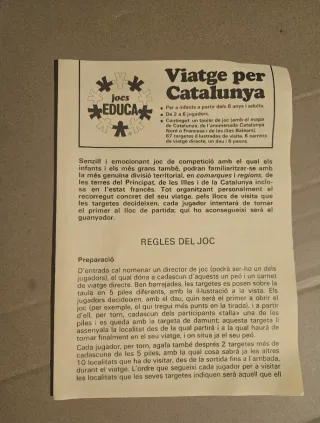 jocs
EDUCA
Viatge per
Catalunya
• Per a infants a partir dels 8 anys i adults.
• De 2 a 6 jugadors.
• Contingut: un tauler de joc (amb el mapa
de Catalunya, de l'anomenada Catalunya
Nord o Francesa i de les Illes Balears).
67 targetes il·lustrades de visita, 6 carnets
de viatge directe, un dau i 6 peons.
Senzill i emocionant joc de competició amb el qual els
infants i els més grans també, podran familiaritzar-se amb
la més genuïna divisió territorial, en comarques i regions, de
les terres del Principat, de les Illes i de la Catalunya inclo-
sa en l'estat francès. Tot organitzant personalment el
recorregut concret del seu viatge, pels llocs de visita que
les targetes decideixen, cada jugador intentarà de tornar
el primer al lloc de partida; qui ho aconsegueixi serà el
guanyador.
REGLES DEL JOC
Preparació
D'entrada cal nomenar un director de joc (podrà ser-ho un dels
jugadors), el qual dóna a cadascun d'aquests un peó i un carnet
de viatge directe. Ben barrejades, les targetes es posen sobre la
taula en 5 piles diferents, amb la il·lustració a la vista. Els
jugadors decideixen, amb el dau, quin serà el primer a obrir el
joc (per exemple, el qui tregui més punts en la tirada), i a partir
d'ell, per torn, cadascun dels participants «talla» una de les
piles i es queda amb la targeta de damunt; aquesta targeta li
assenyala la localitat des de la qual partirà i a la qual haurà de
tornar finalment en el seu viatge, i on situa ja el seu peó.
Cada jugador, per torn, agafa també després 2 targetes més de
cadascuna de les 5 piles, amb la qual cosa sabrà ja les altres
10 localitats que ha de visitar, des de la sortida fins a l'arribada,
durant el viatge. L'ordre que segueixi cada jugador per a visitar
les localitats que les seves targetes indiquen serà aquell que ell